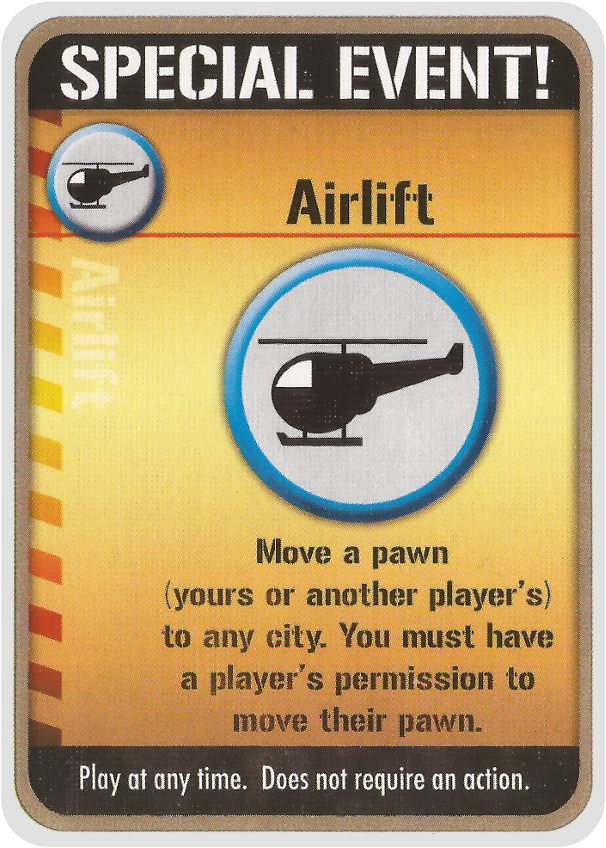 SPECIAL EVENT!
Airlift
Airlift
Move a pawn
(yours or another player's)
to any city. You must have
a player's permission to
move their pawn.
Play at any time. Does not require an action.